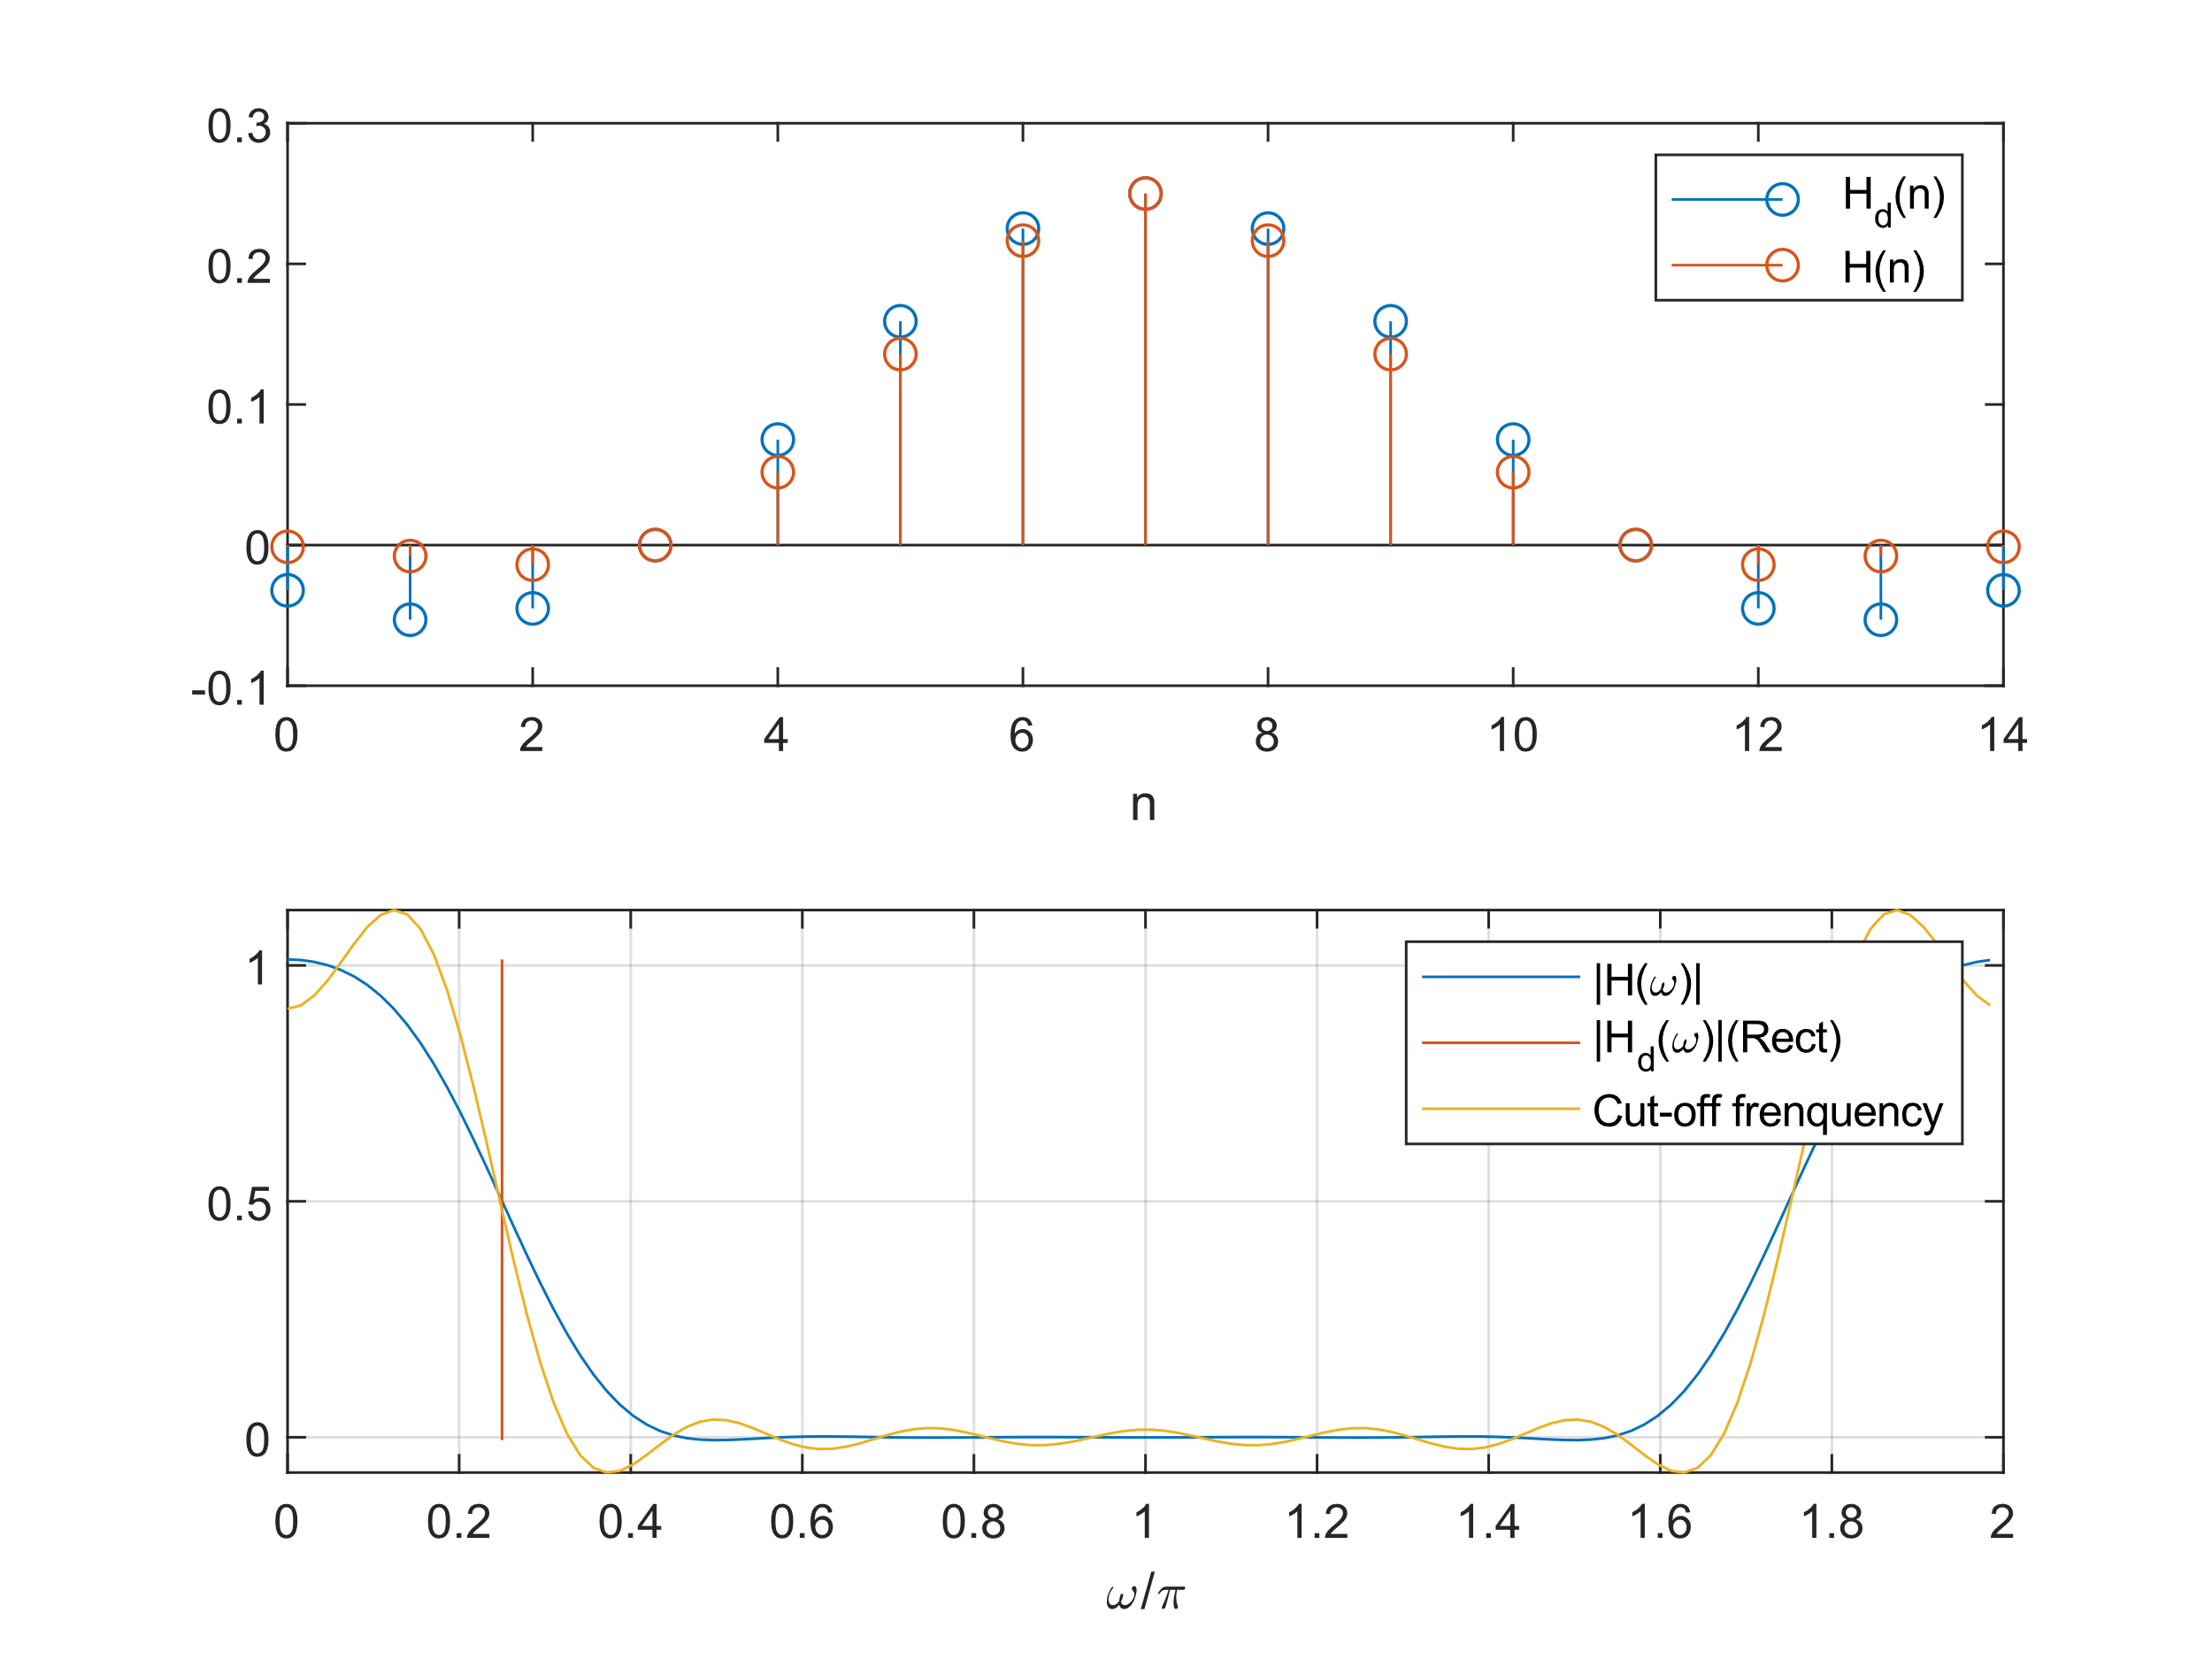 0.3
0.2
0.1
0
-0.1
0 2 4 6 8 10 12 14
n
H_d(n)
H(n)
1
0.5
0
0 0.2 0.4 0.6 0.8 1 1.2 1.4 1.6 1.8 2
ω/π
|H(ω)|
|H_d(ω)|(Rect)
Cut-off frenquency